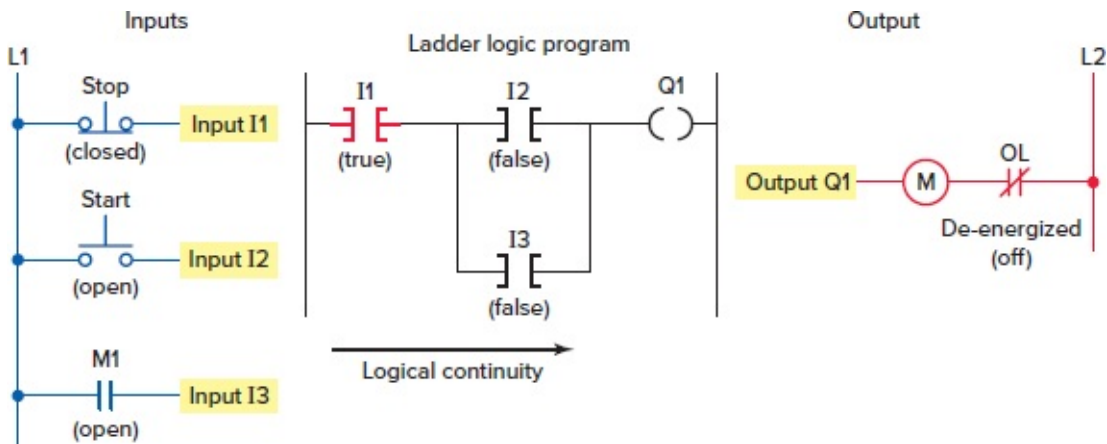 Inputs
Ladder logic program
Output
L1
L2
Stop
Input I1
(closed)
Start
Input I2
(open)
M1
Input I3
(open)
I1
(true)
I2
(false)
I3
(false)
Q1
Logical continuity
Output Q1
M
OL
De-energized
(off)